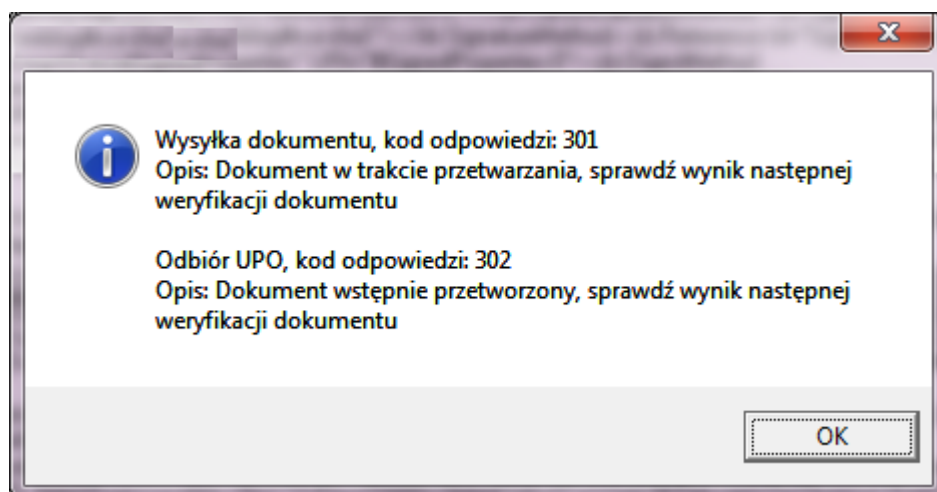 Wysyłka dokumentu, kod odpowiedzi: 301
Opis: Dokument w trakcie przetwarzania, sprawdź wynik następnej
weryfikacji dokumentu
Odbiór UPO, kod odpowiedzi: 302
Opis: Dokument wstępnie przetworzony, sprawdź wynik następnej
weryfikacji dokumentu
OK